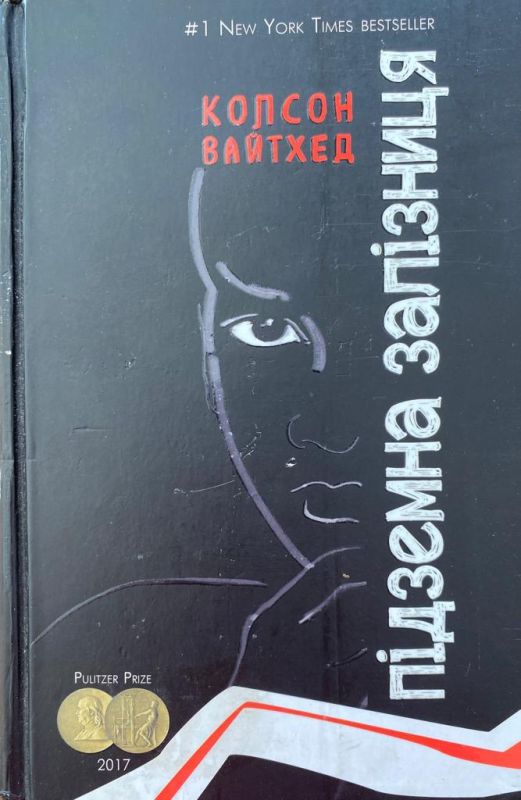 #1 New York Times bestseller
КОЛСОН
ВАЙТХЕД
ПІДЗЕМНА ЗАЛІЗНИЦЯ
Pulitzer Prize
2017